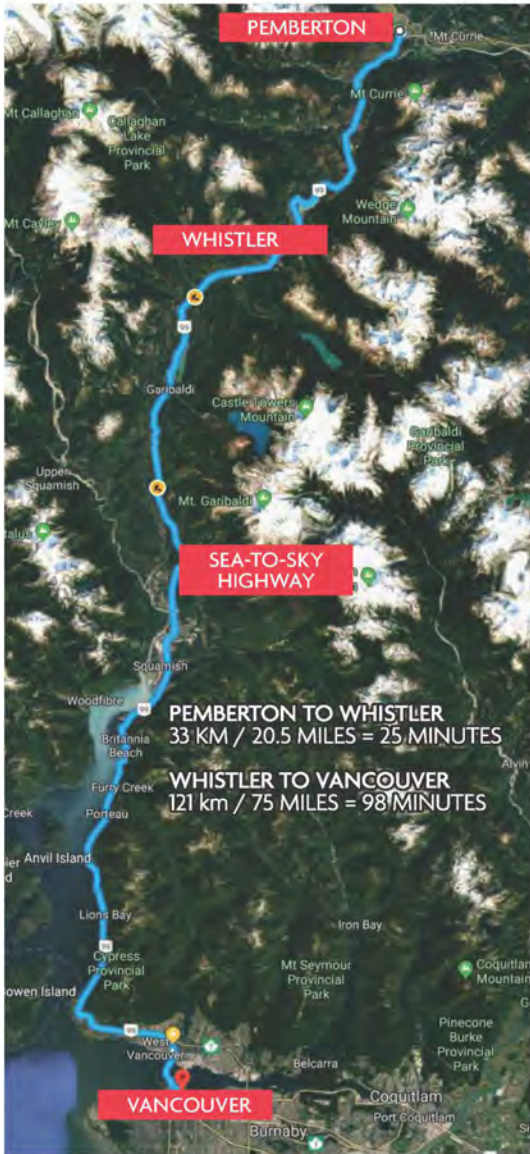 PEMBERTON
Mt Currie
Mt Currie
Mt Callaghan
Callaghan
Lake
Provincial
Park
99
Wedge
Mountain
Mt Cayley
WHISTLER
99
Garibaldi
Castle Towers
Mountain
Garibaldi
Provincial
Park
Upper
Squamish
Mt. Garibaldi
talus
SEA-TO-SKY
HIGHWAY
Squamish
Woodfibre
99
PEMBERTON TO WHISTLER
33 KM / 20.5 MILES = 25 MINUTES
Britannia
Beach
WHISTLER TO VANCOUVER
121 km / 75 MILES = 98 MINUTES
Alvin
Furry Creek
Creek
Porteau
Anvil Island
Lions Bay
Iron Bay
99
Cypress
Provincial
Park
Mt Seymour
Provincial
Park
Coquitlam
Mountain
Bowen Island
99
West
Vancouver
Pinecone
Burke
Provincial
Park
Belcarra
VANCOUVER
Coquitlam
Port Coquitlam
Burnaby